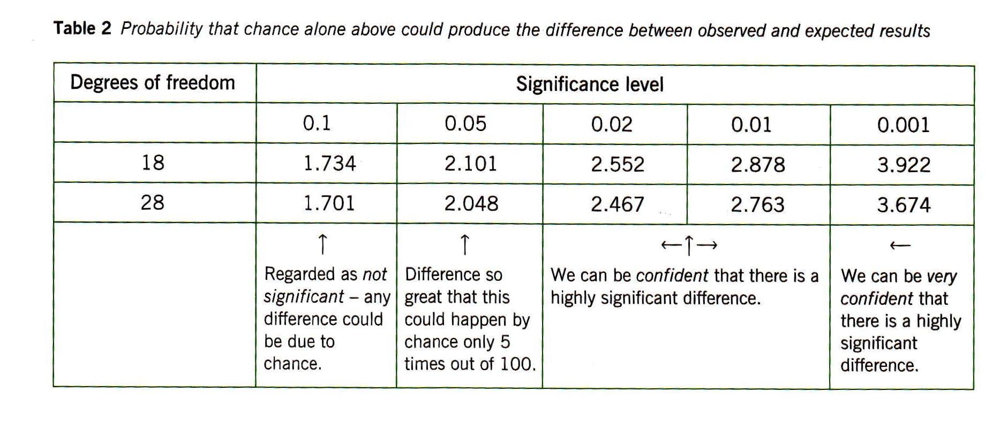 Table 2 Probability that chance alone above could produce the difference between observed and expected results
Degrees of freedom
Significance level
0.1 0.05 0.02 0.01 0.001
18 1.734 2.101 2.552 2.878 3.922
28 1.701 2.048 2.467 2.763 3.674
↑ ↑ ←↑→ ←
Regarded as not
significant – any
difference could
be due to
chance.
Difference so
great that this
could happen by
chance only 5
times out of 100.
We can be confident that there is a
highly significant difference.
We can be very
confident that
there is a highly
significant
difference.